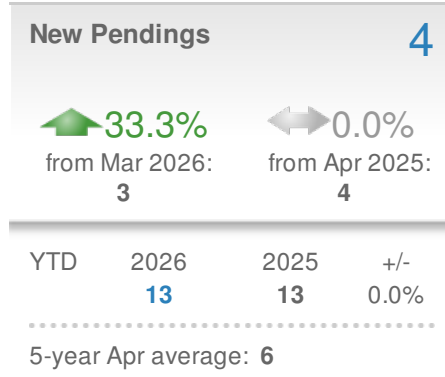 New Pendings 4
33.3% 0.0%
from Mar 2026: from Apr 2025:
3 4
YTD 2026 2025 +/-
13 13 0.0%
5-year Apr average: 6